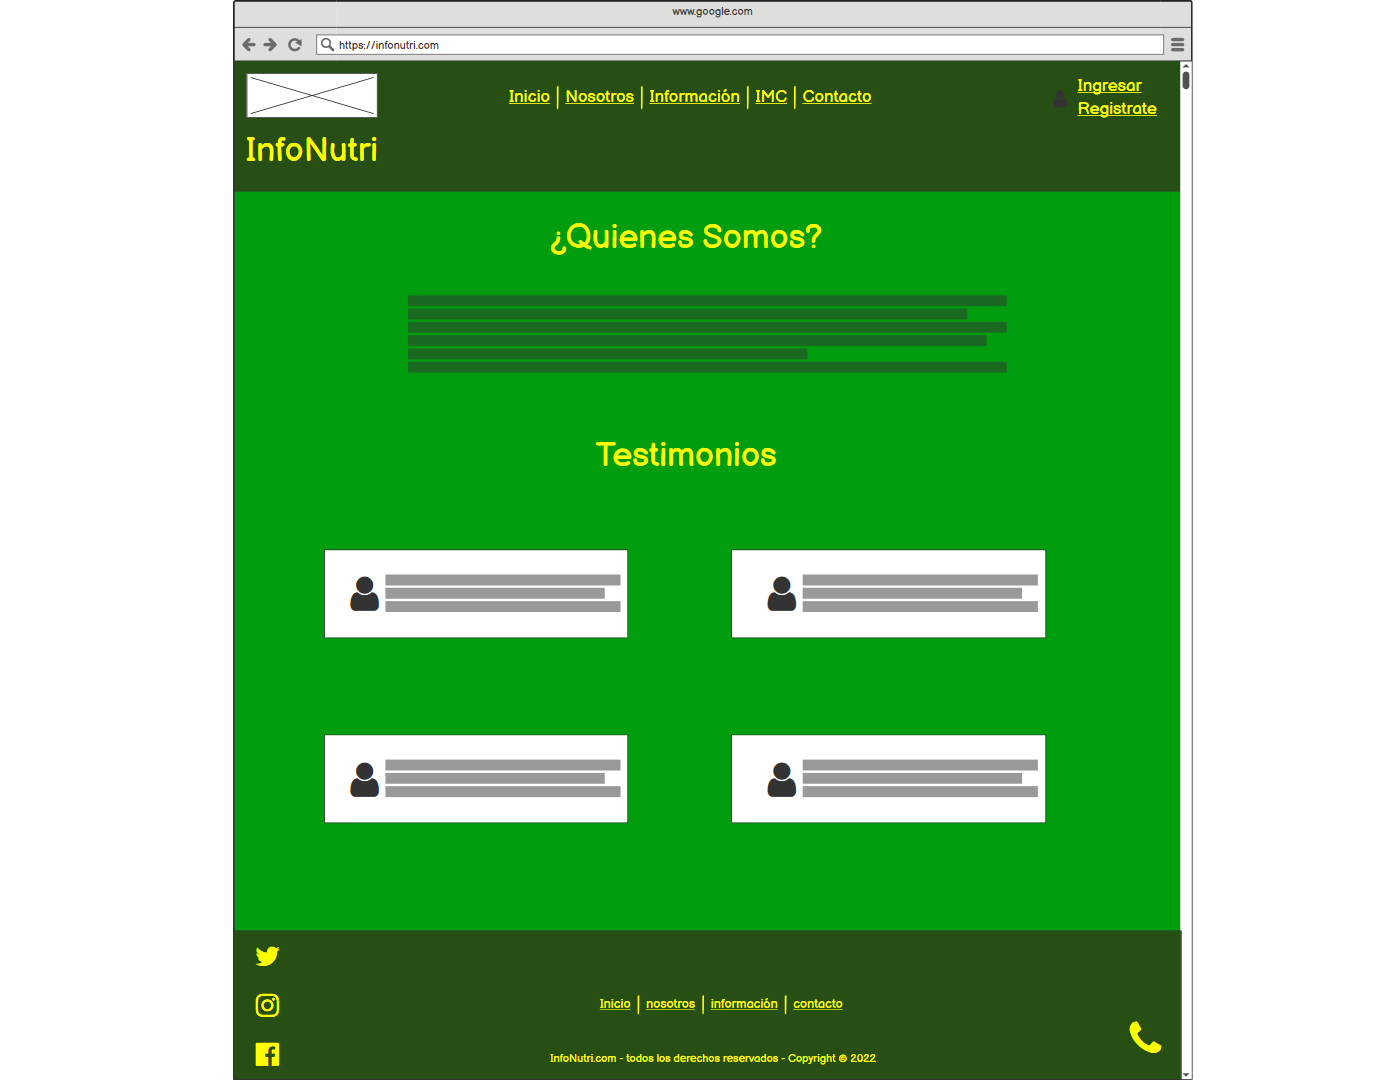 www.google.com
https://infonutri.com
Inicio | Nosotros | Información | IMC | Contacto
Ingresar
Registrate
InfoNutri
¿Quienes Somos?
Testimonios
Inicio | nosotros | información | contacto
InfoNutri.com - todos los derechos reservados - Copyright © 2022